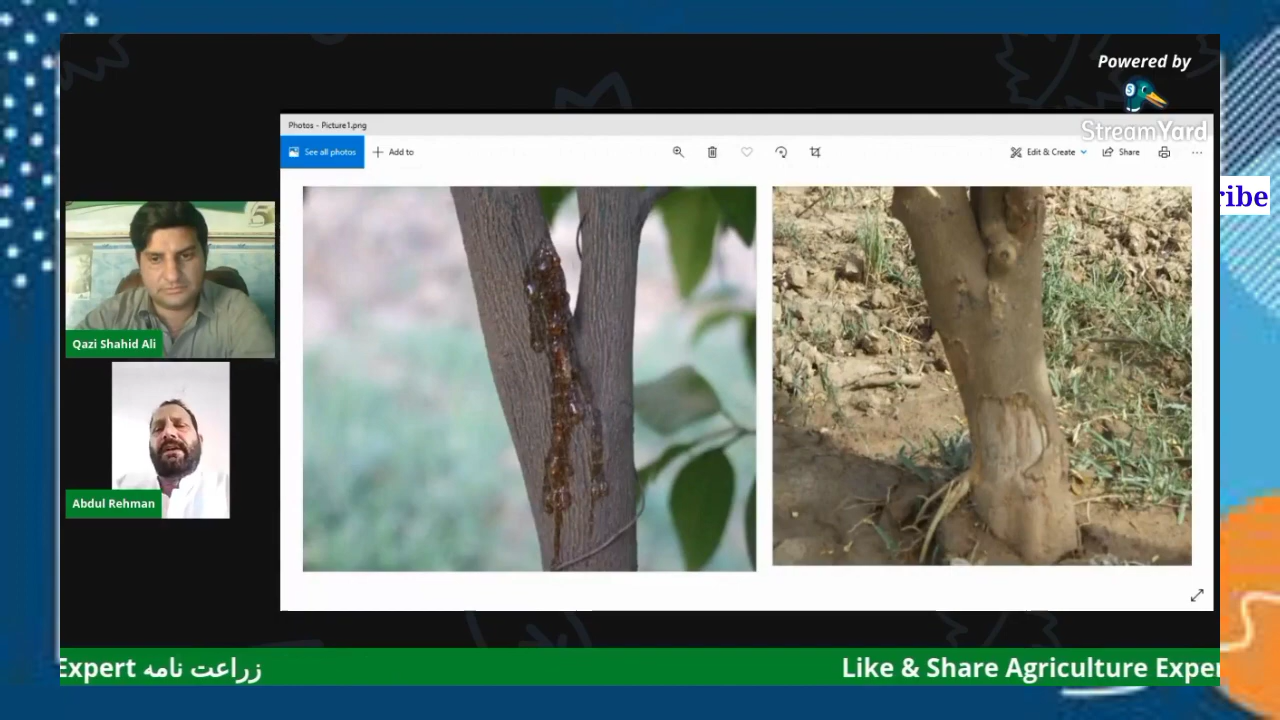 Powered by
StreamYard
Photos - Picture1.png
See all photos
Add to
Edit & Create
Share
ribe
Qazi Shahid Ali
Abdul Rehman
Expert زراعت نامہ
Like & Share Agriculture Exper